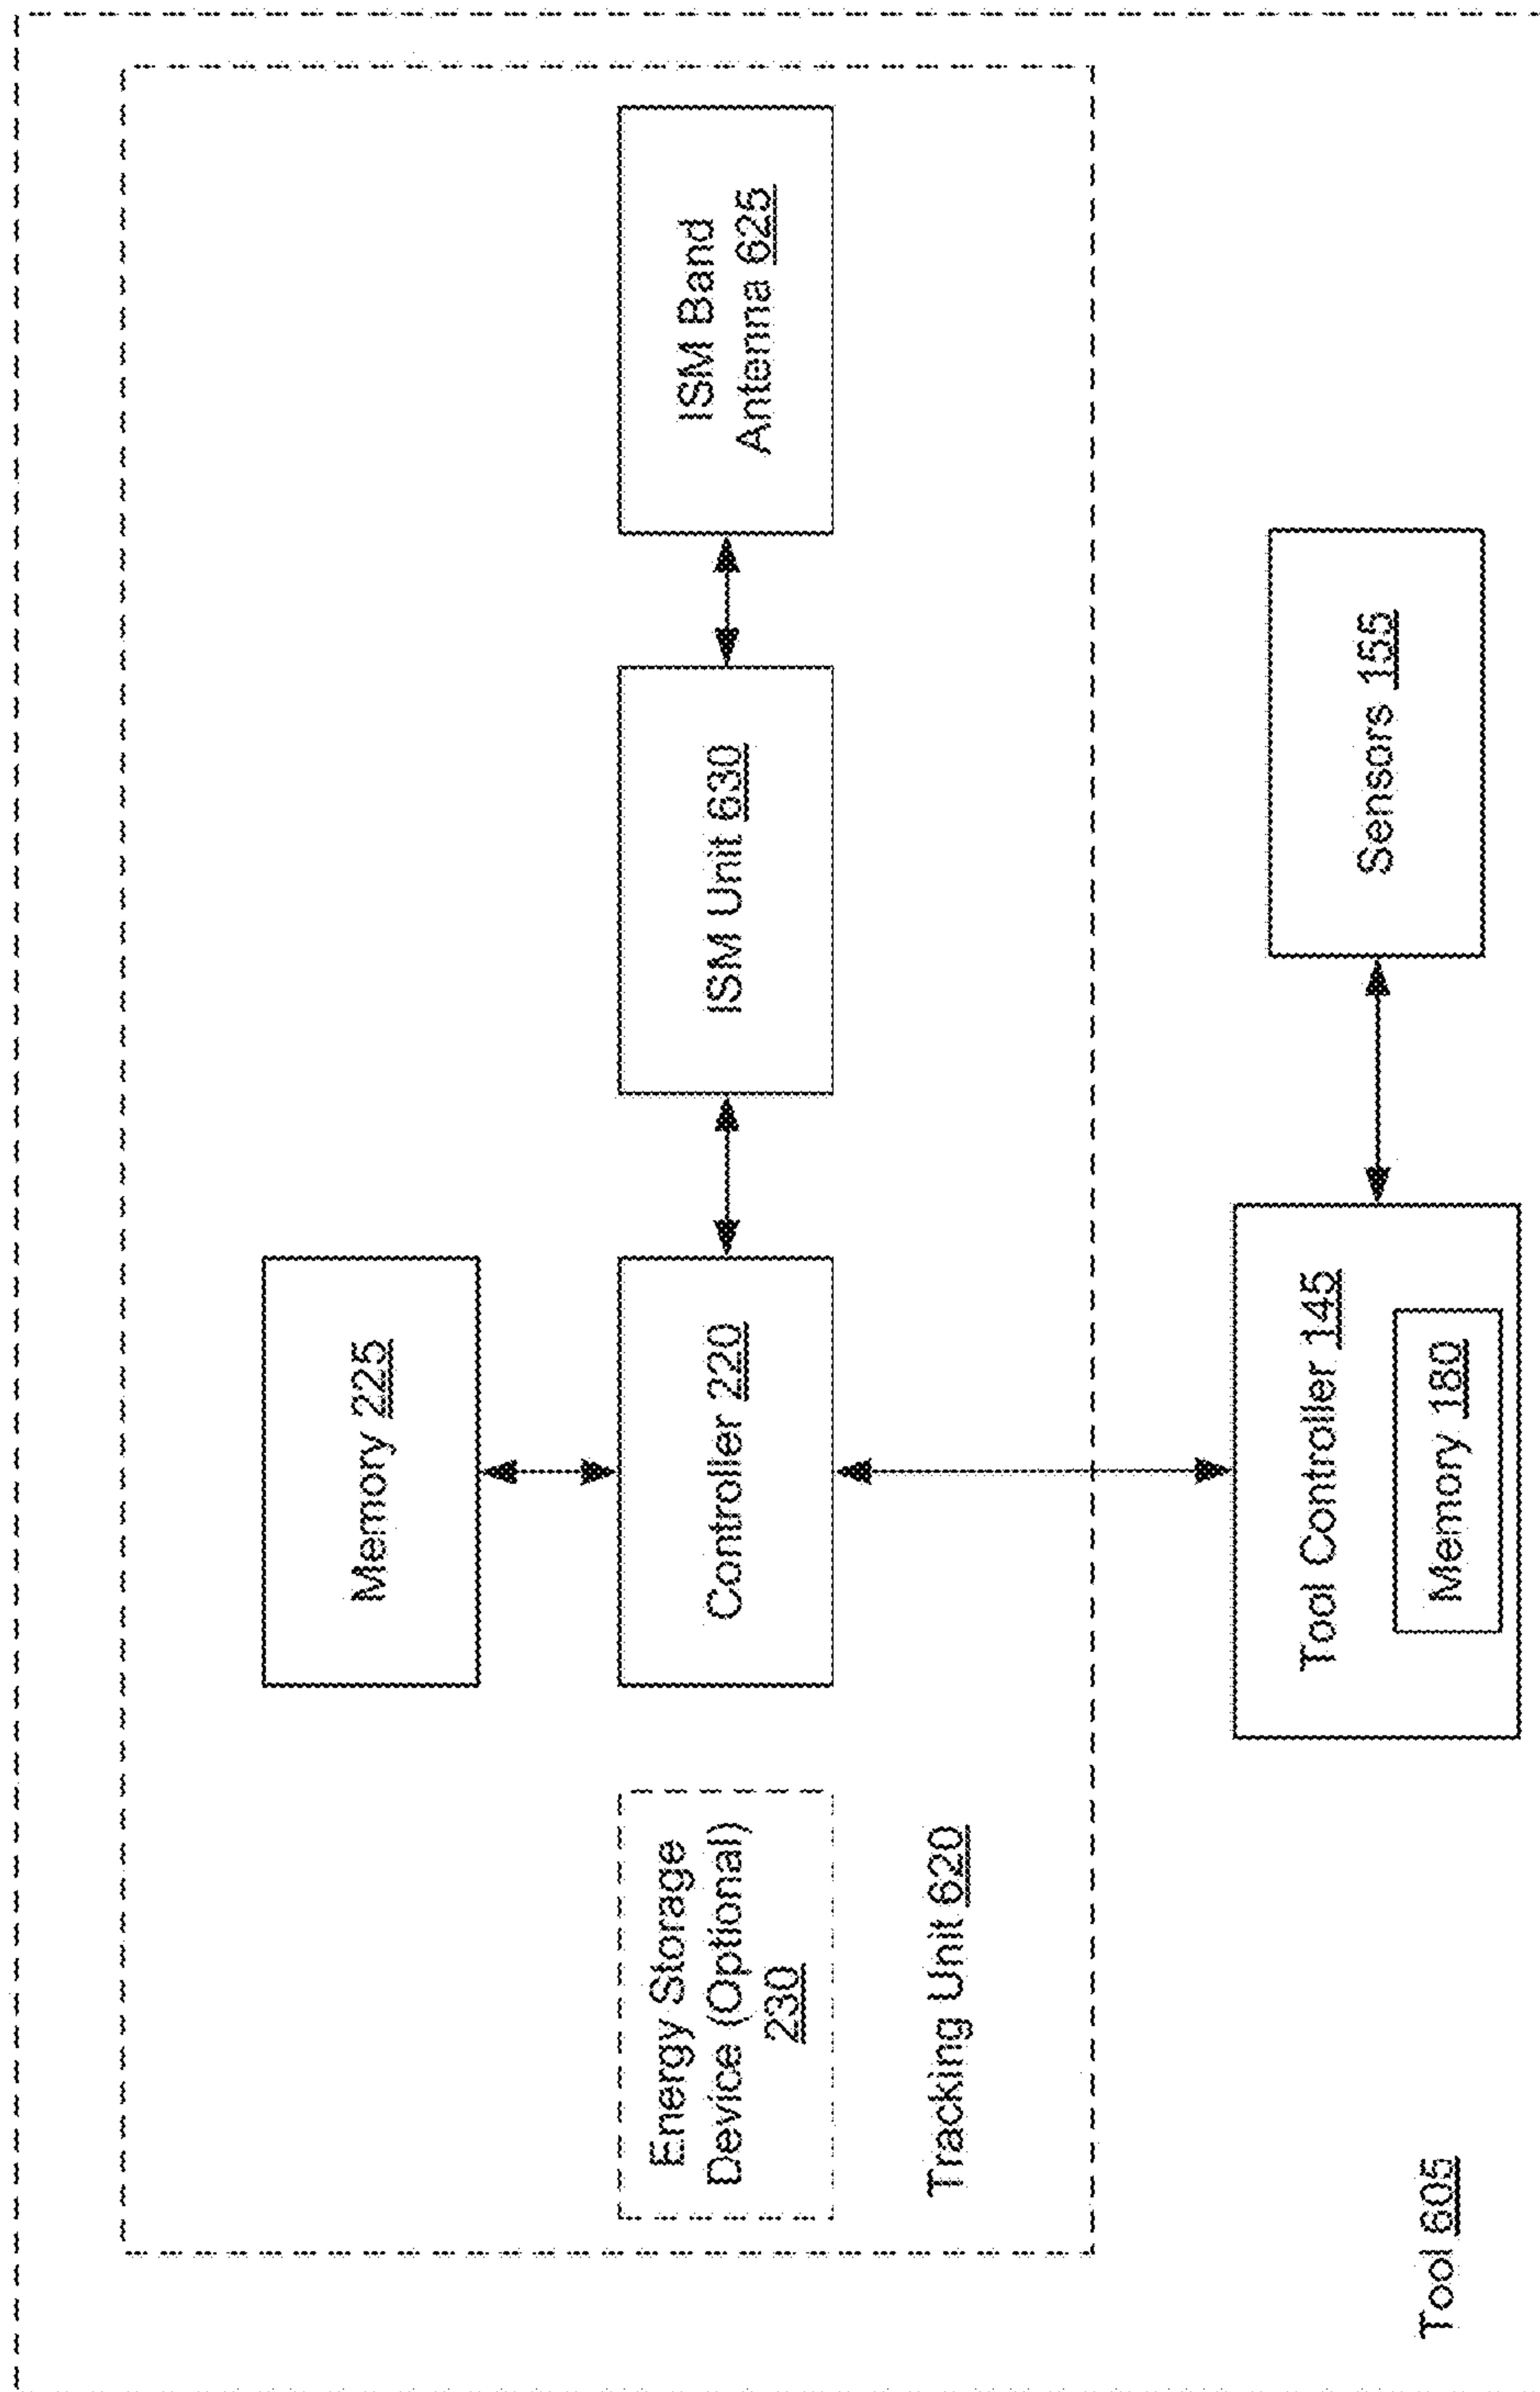 Memory 225
Energy Storage
Device (Optional)
230
Controller 220
ISM Unit 630
ISM Band
Antenna 625
Tracking Unit 620
Tool Controller 145
Memory 180
Sensors 155
Tool 605